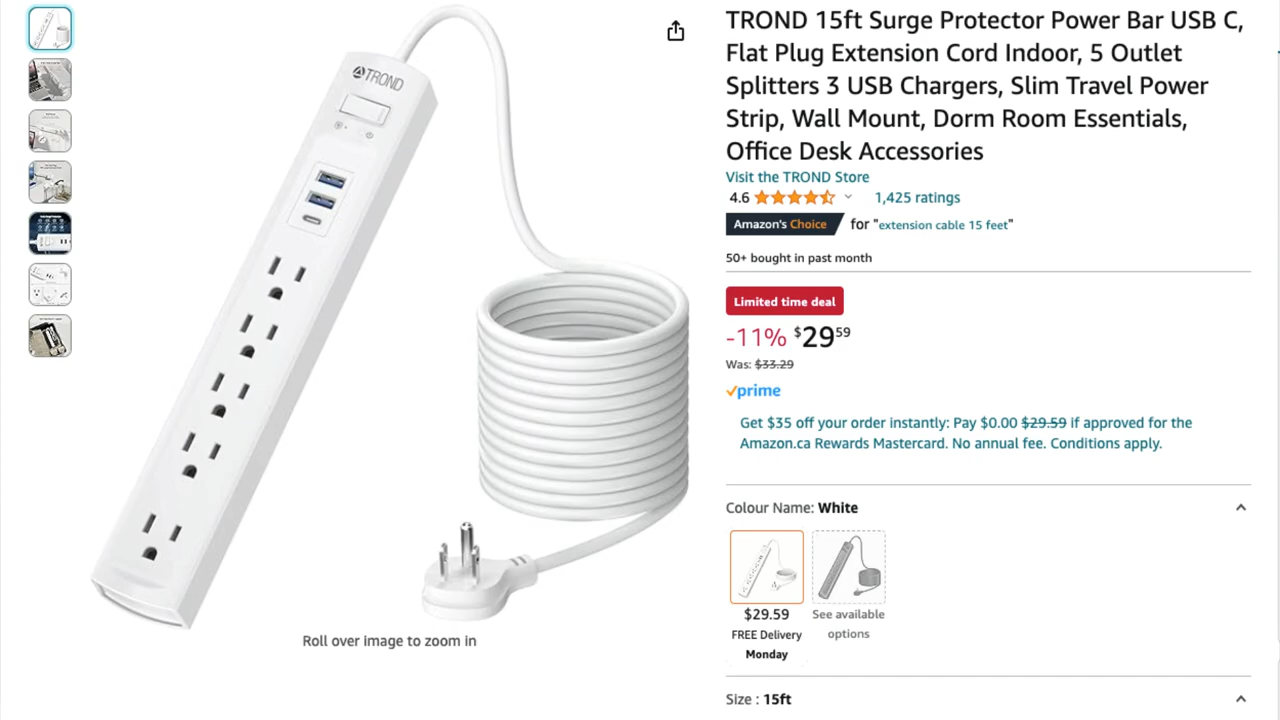 TROND
Roll over image to zoom in
TROND 15ft Surge Protector Power Bar USB C,
Flat Plug Extension Cord Indoor, 5 Outlet
Splitters 3 USB Chargers, Slim Travel Power
Strip, Wall Mount, Dorm Room Essentials,
Office Desk Accessories
Visit the TROND Store
4.6 1,425 ratings
Amazon's Choice for "extension cable 15 feet"
50+ bought in past month
Limited time deal
-11% $29 59
Was: $33.29
prime
Get $35 off your order instantly: Pay $0.00 $29.59 if approved for the
Amazon.ca Rewards Mastercard. No annual fee. Conditions apply.
Colour Name: White
$29.59
FREE Delivery
Monday
See available
options
Size : 15ft